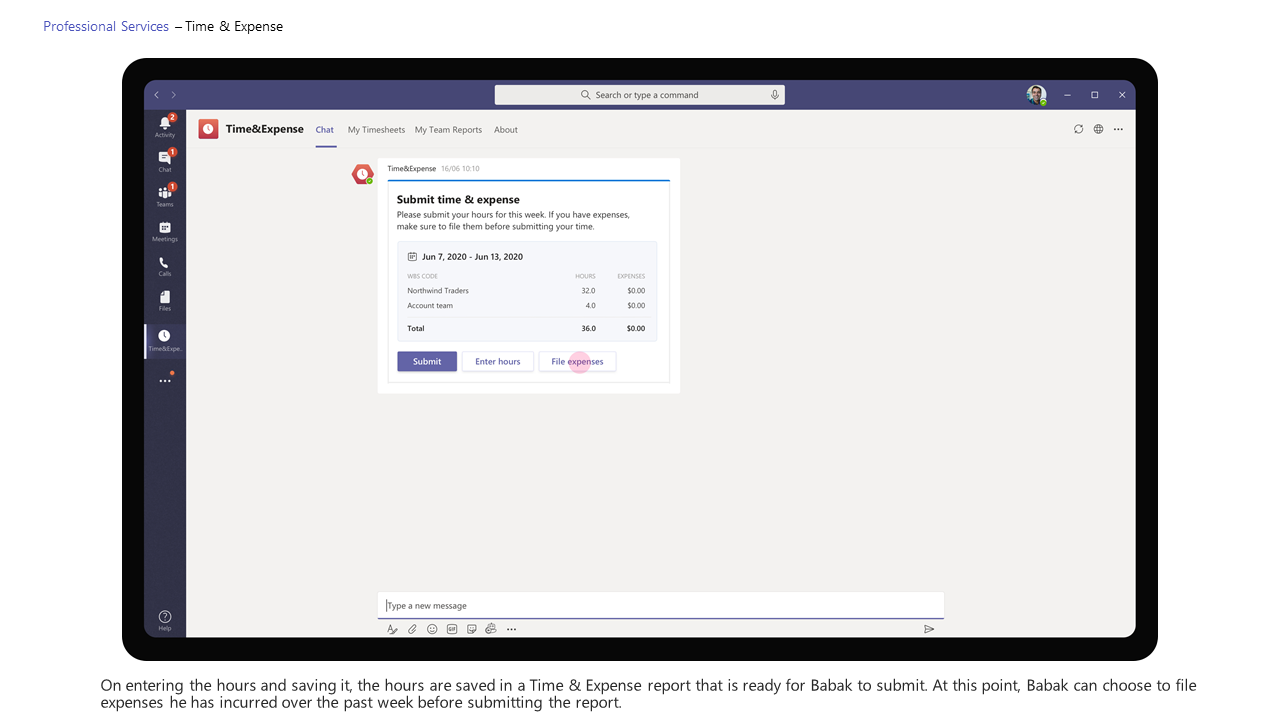 Professional Services – Time & Expense
Search or type a command
Activity
2
Chat
1
Teams
1
Meetings
Calls
Files
Time&Expe..
Help
Time&Expense Chat My Timesheets My Team Reports About
Time&Expense 16/06 10:10
Submit time & expense
Please submit your hours for this week. If you have expenses,
make sure to file them before submitting your time.
Jun 7, 2020 - Jun 13, 2020
WBS CODE HOURS EXPENSES
Northwind Traders 32.0 $0.00
Account team 4.0 $0.00
Total 36.0 $0.00
Submit Enter hours File expenses
Type a new message
GIF
On entering the hours and saving it, the hours are saved in a Time & Expense report that is ready for Babak to submit. At this point, Babak can choose to file
expenses he has incurred over the past week before submitting the report.